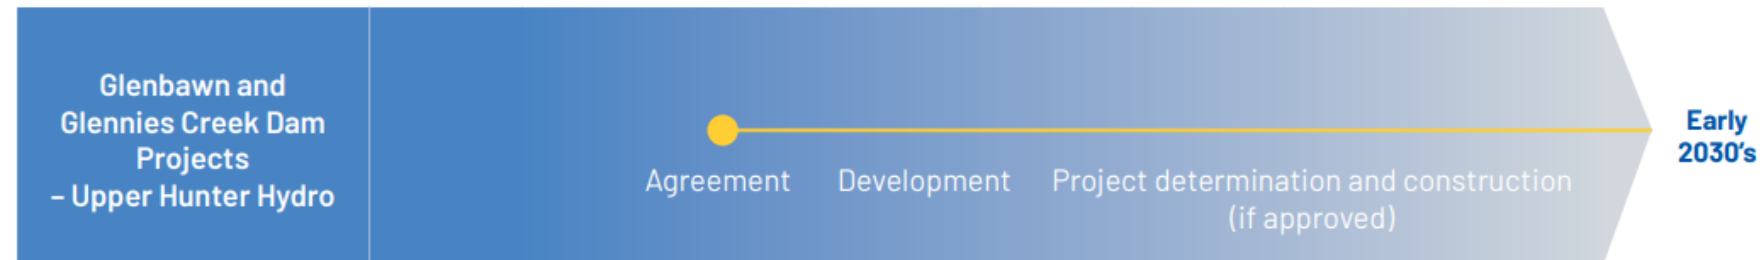 Glenbawn and
Glennies Creek Dam
Projects
– Upper Hunter Hydro
Agreement
Development
Project determination and construction
(if approved)
Early
2030's